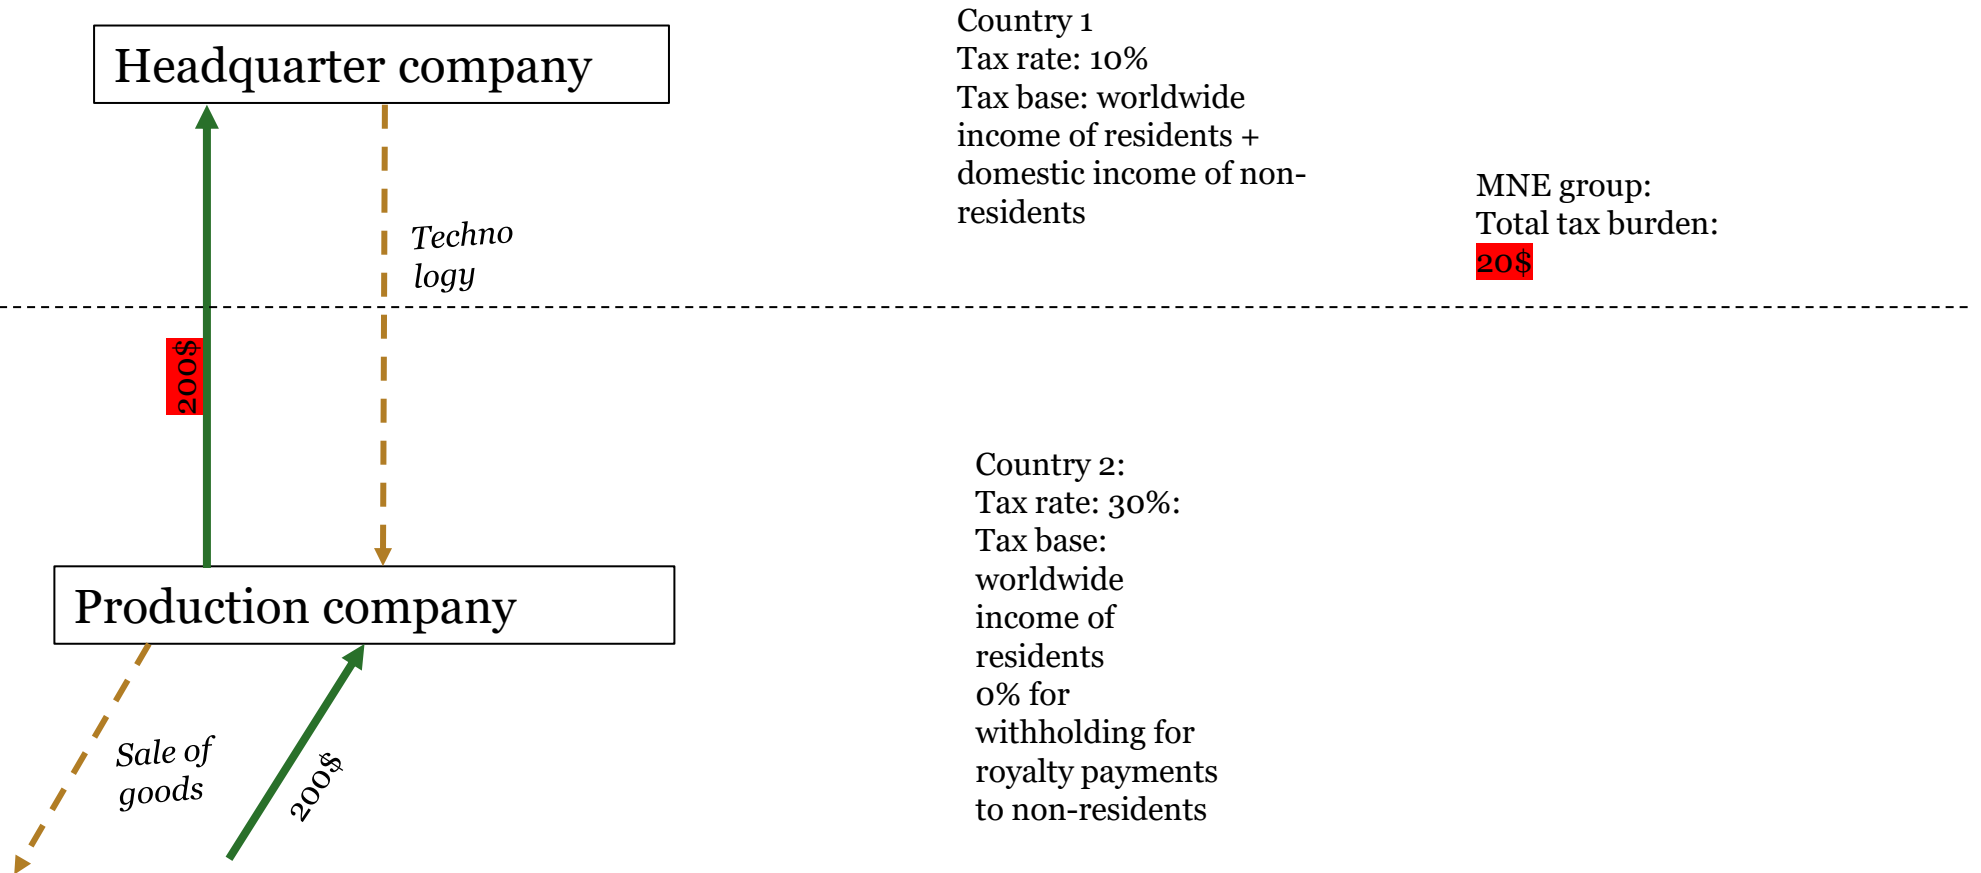 Headquarter company
Country 1
Tax rate: 10%
Tax base: worldwide
income of residents +
domestic income of non-
residents
MNE group:
Total tax burden:
20$
Techno
logy
200$
Country 2:
Tax rate: 30%:
Tax base:
worldwide
income of
residents
0% for
withholding for
royalty payments
to non-residents
Production company
Sale of
goods
200$